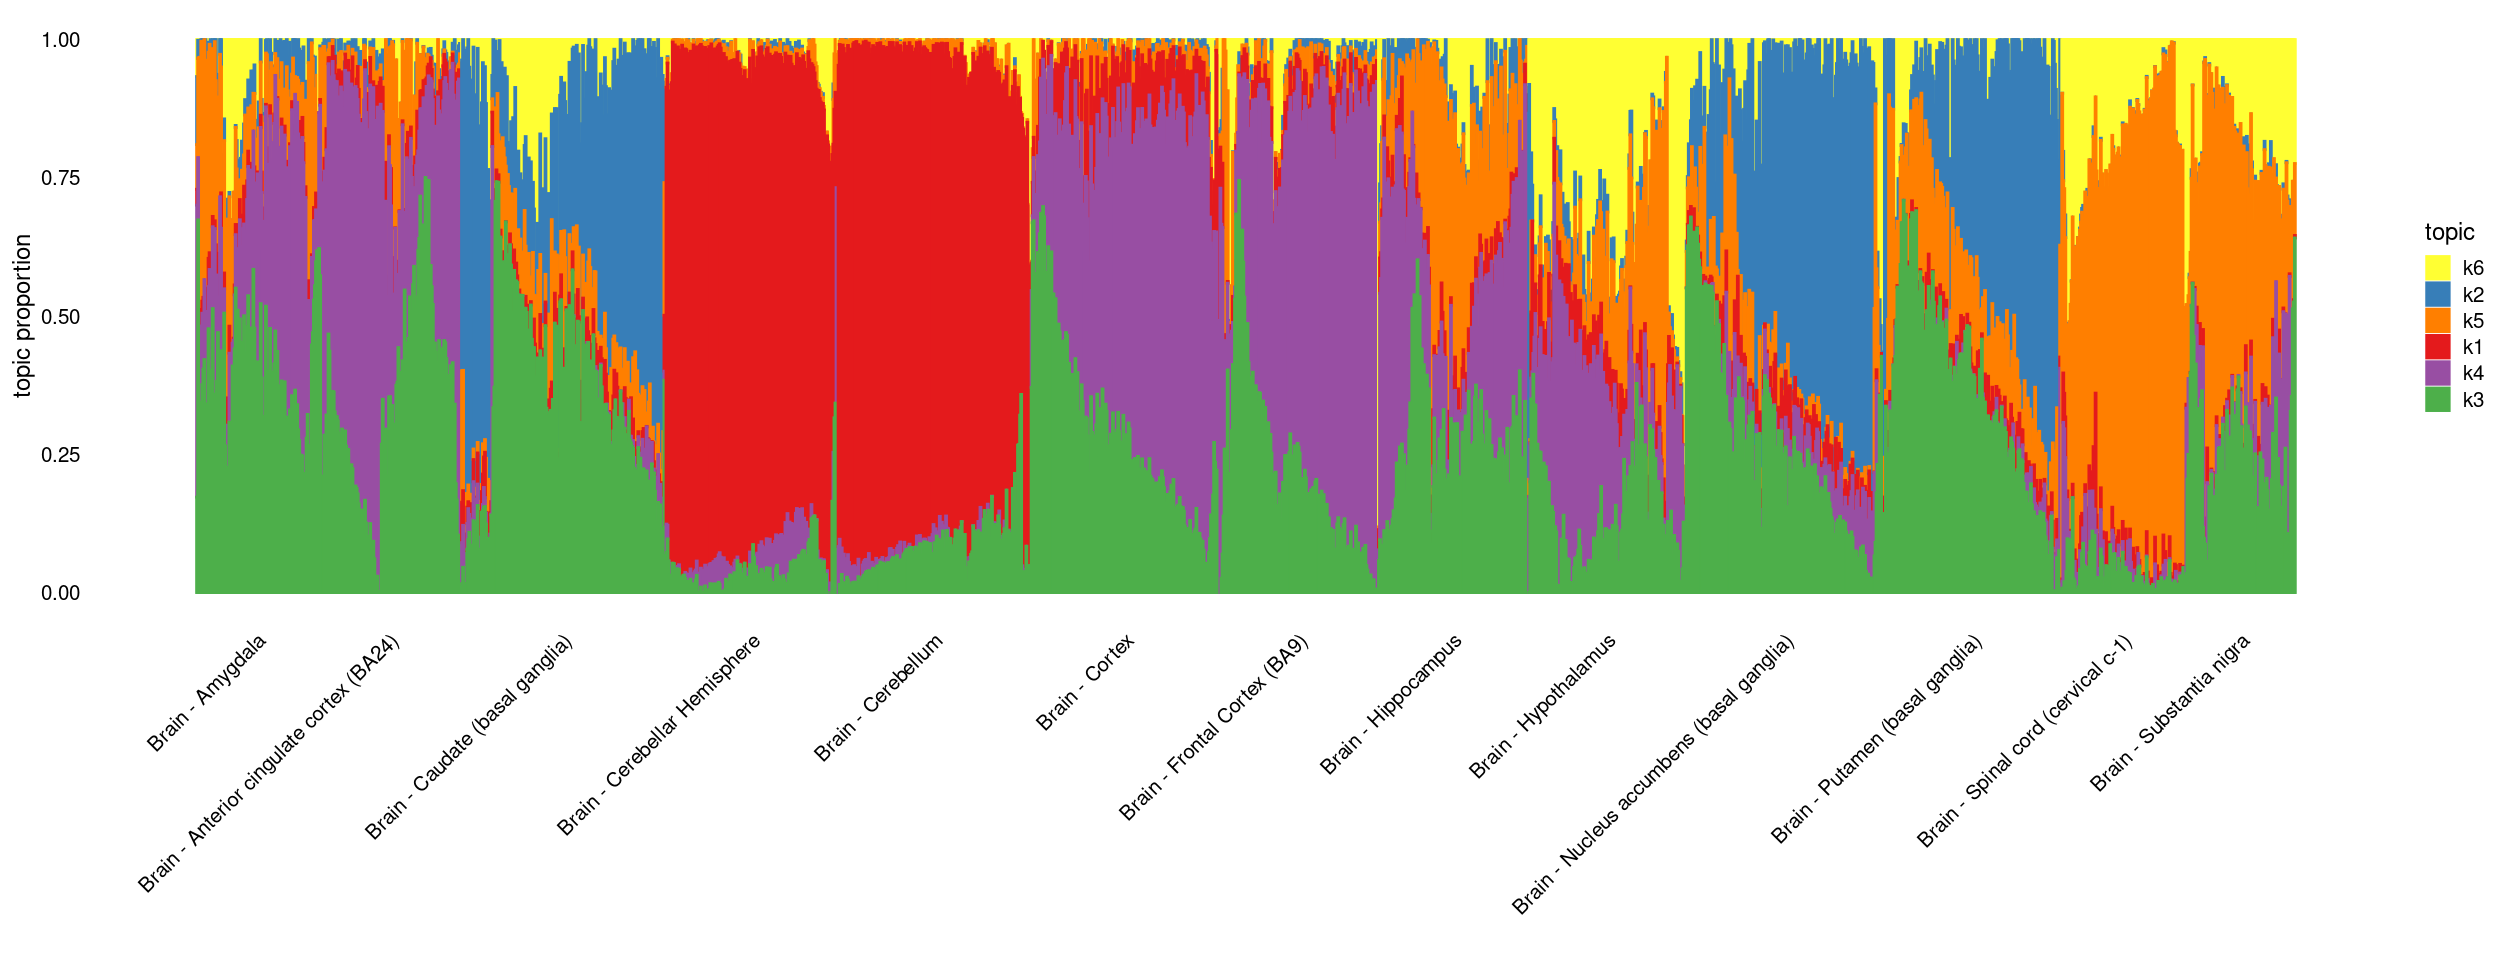 1.00
0.75
0.50
0.25
0.00
topic proportion
Brain - Amygdala
Brain - Anterior cingulate cortex (BA24)
Brain - Caudate (basal ganglia)
Brain - Cerebellar Hemisphere
Brain - Cerebellum
Brain - Cortex
Brain - Frontal Cortex (BA9)
Brain - Hippocampus
Brain - Hypothalamus
Brain - Nucleus accumbens (basal ganglia)
Brain - Putamen (basal ganglia)
Brain - Spinal cord (cervical c-1)
Brain - Substantia nigra
topic
k6
k2
k5
k1
k4
k3